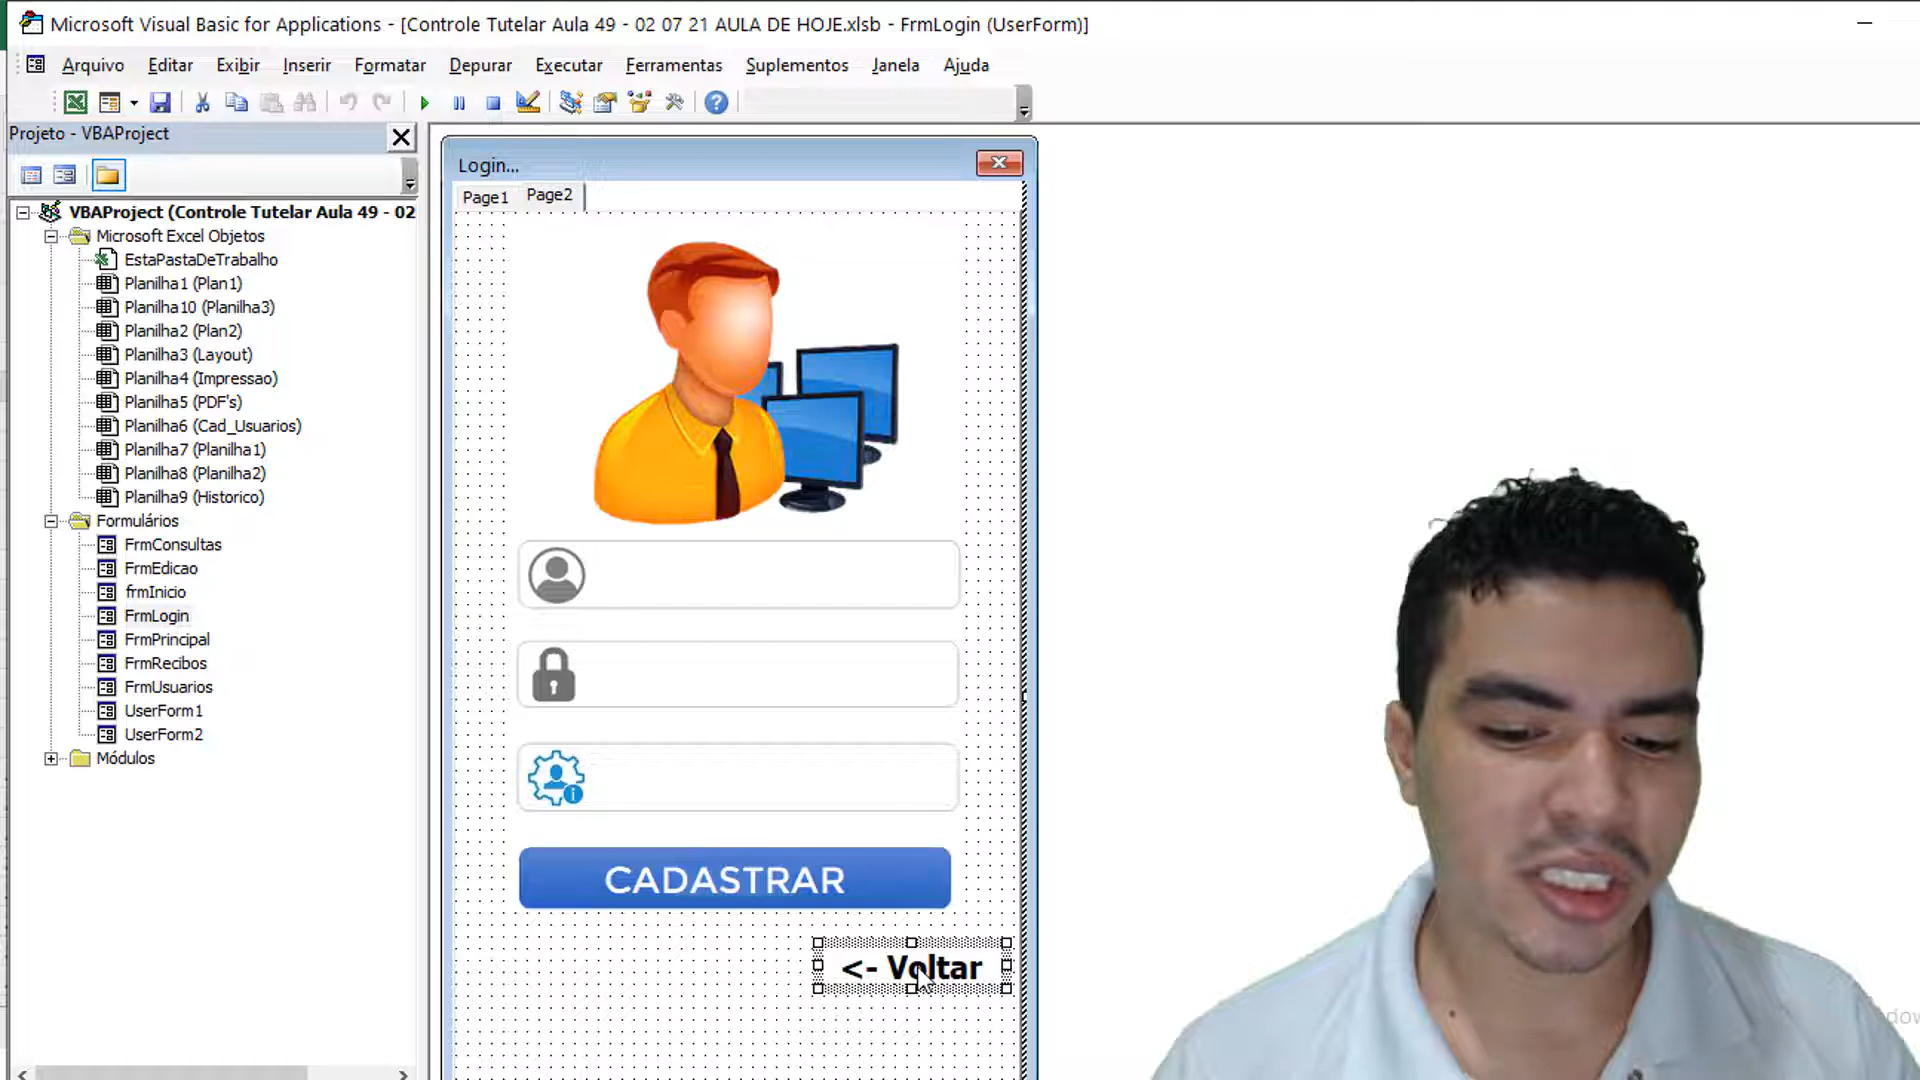 Microsoft Visual Basic for Applications - [Controle Tutelar Aula 49 - 02 07 21 AULA DE HOJE.xlsb - FrmLogin (UserForm)]
Arquivo Editar Exibir Inserir Formatar Depurar Executar Ferramentas Suplementos Janela Ajuda
Projeto - VBAProject
VBAProject (Controle Tutelar Aula 49 - 02
Microsoft Excel Objetos
EstaPastaDeTrabalho
Planilha1 (Plan1)
Planilha10 (Planilha3)
Planilha2 (Plan2)
Planilha3 (Layout)
Planilha4 (Impressao)
Planilha5 (PDF's)
Planilha6 (Cad_Usuarios)
Planilha7 (Planilha1)
Planilha8 (Planilha2)
Planilha9 (Historico)
Formulários
FrmConsultas
FrmEdicao
frmInicio
FrmLogin
FrmPrincipal
FrmRecibos
FrmUsuarios
UserForm1
UserForm2
Módulos
Login...
Page1 Page2
CADASTRAR
<- Voltar